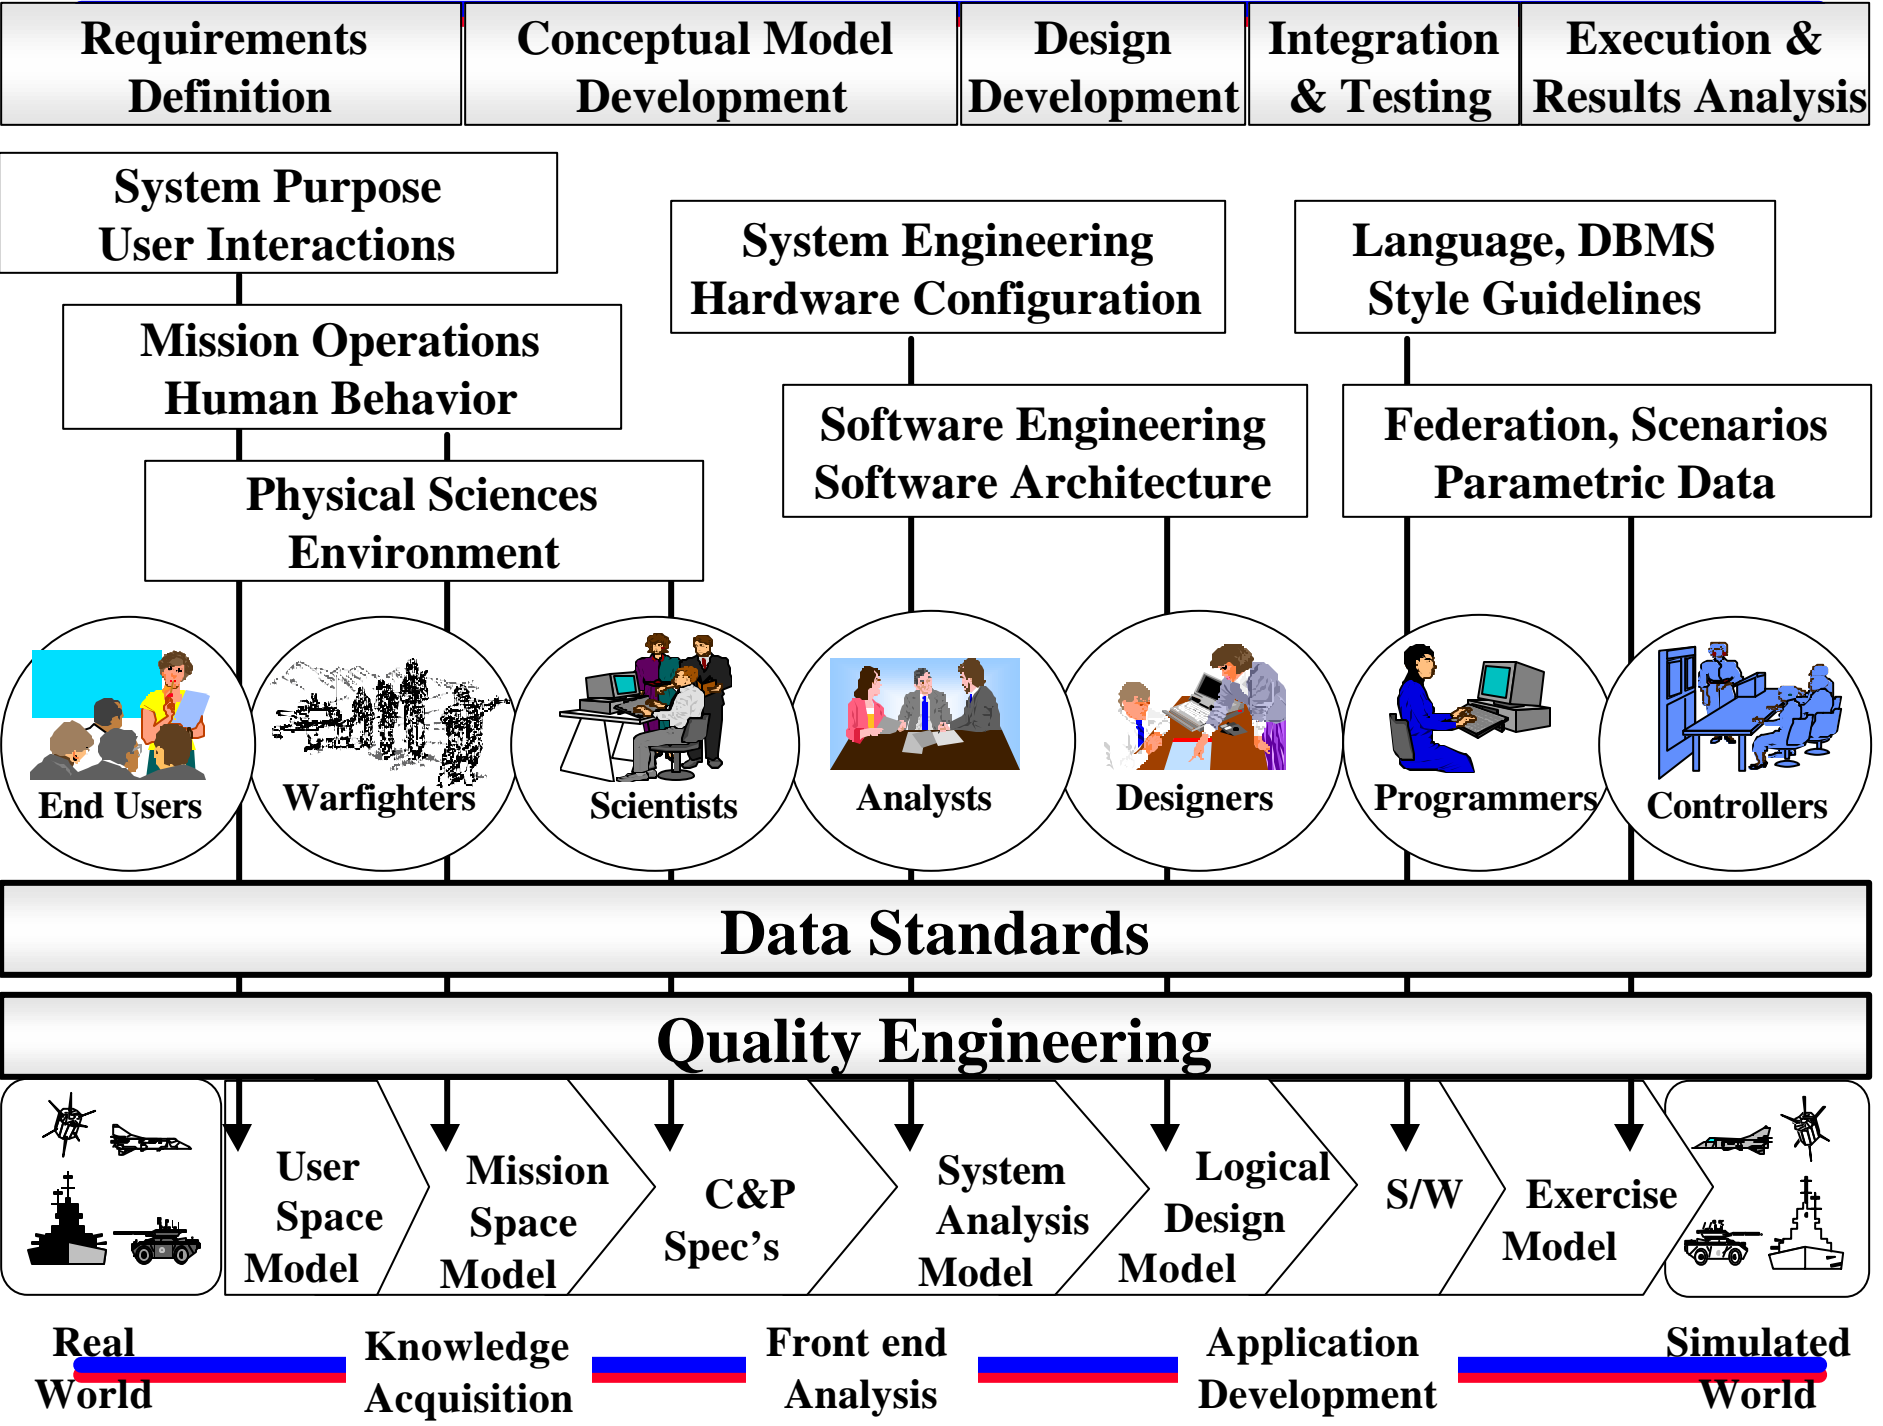 Requirements
Definition
Conceptual Model
Development
Design
Development
Integration
& Testing
Execution &
Results Analysis
System Purpose
User Interactions
System Engineering
Hardware Configuration
Language, DBMS
Style Guidelines
Mission Operations
Human Behavior
Software Engineering
Software Architecture
Federation, Scenarios
Parametric Data
Physical Sciences
Environment
End Users
Warfighters
Scientists
Analysts
Designers
Programmers
Controllers
Data Standards
Quality Engineering
User
Space
Model
Mission
Space
Model
C&P
Spec’s
System
Analysis
Model
Logical
Design
Model
S/W
Exercise
Model
Real
World
Knowledge
Acquisition
Front end
Analysis
Application
Development
Simulated
World